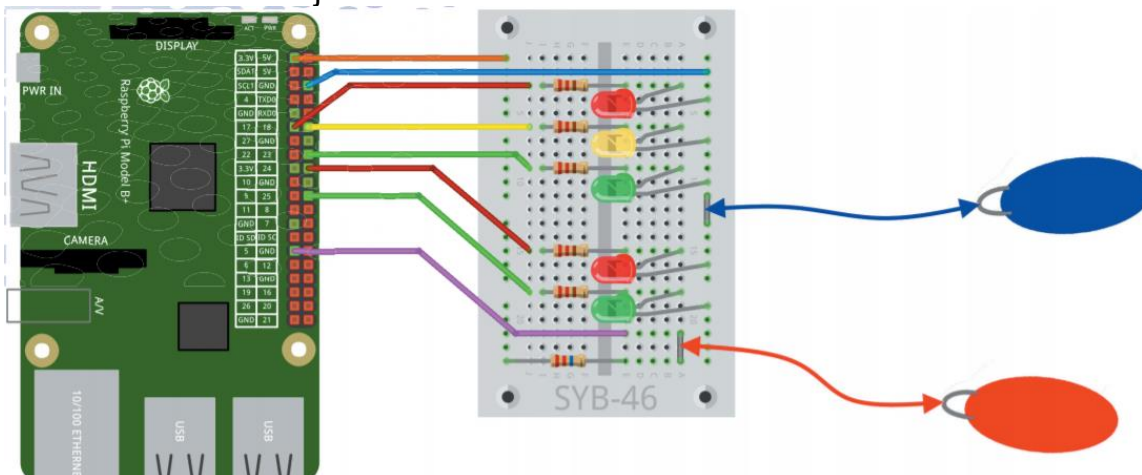 ACT PWR
DISPLAY
PWR IN
Raspberry Pi Model B+
3.3V 5V
SDA1 5V
SCL1 GND
4 TXD0
GND RXD0
17 18
27 GND
22 23
3.3V 24
10 GND
25
11 8
GND 7
ID SD ID SC
5 GND
6 12
13 GND
19 16
26 20
GND 21
HDMI
CAMERA
A/V
10/100 ETHERNE
USB
USB
15
20
SYB-46